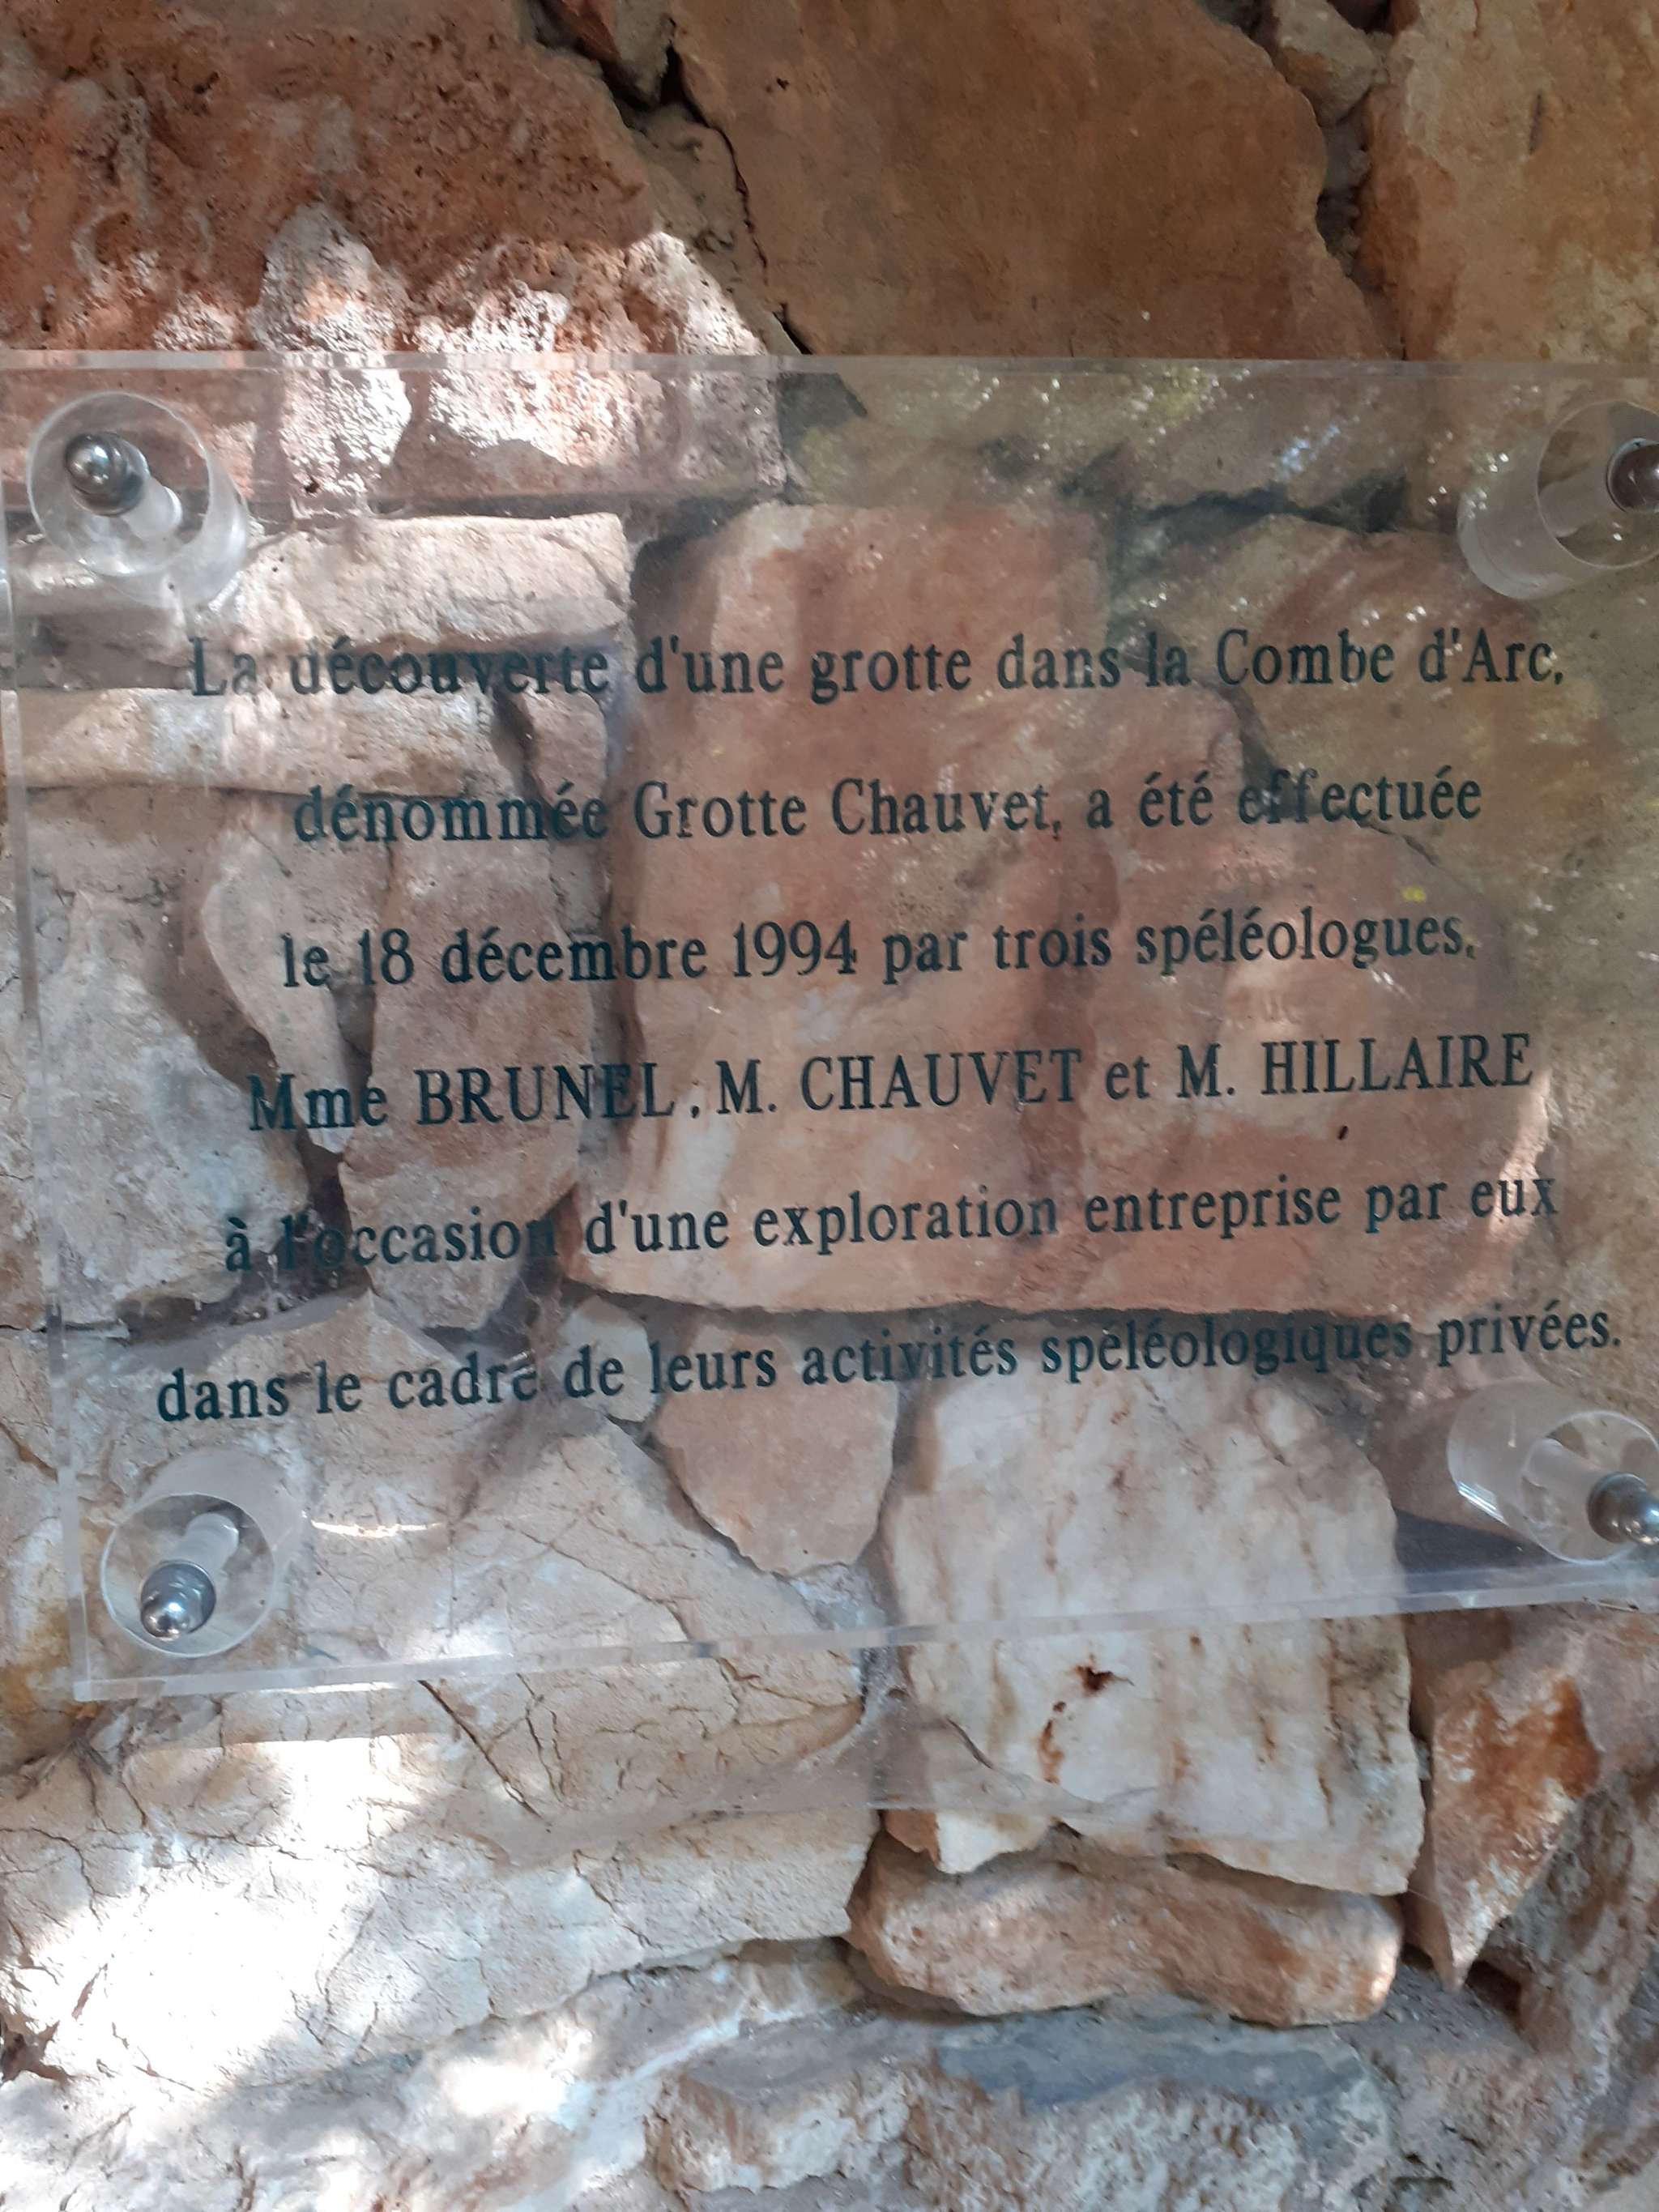 La découverte d'une grotte dans la Combe d'Arc,
dénommée Grotte Chauvet, a été effectuée
le 18 décembre 1994 par trois spéléologues,
Mme BRUNEL, M. CHAUVET et M. HILLAIRE
à l'occasion d'une exploration entreprise par eux
dans le cadre de leurs activités spéléologiques privées.